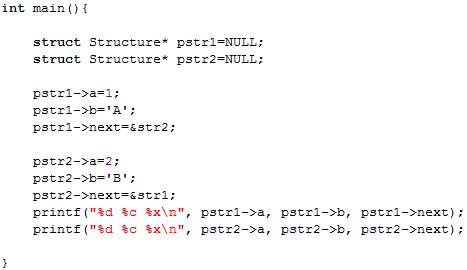 int main(){
struct Structure* pstr1=NULL;
struct Structure* pstr2=NULL;
pstr1->a=1;
pstr1->b='A';
pstr1->next=&str2;
pstr2->a=2;
pstr2->b='B';
pstr2->next=&str1;
printf("%d %c %x\n", pstr1->a, pstr1->b, pstr1->next);
printf("%d %c %x\n", pstr2->a, pstr2->b, pstr2->next);
}